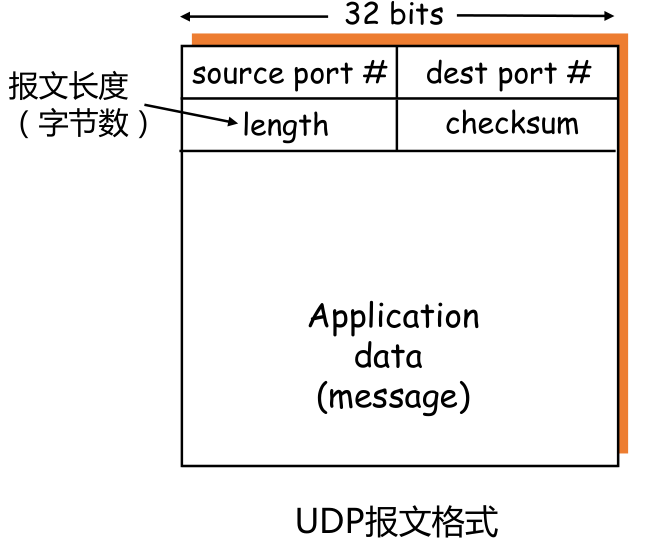 32 bits
source port #
dest port #
报文长度
（字节数）
length
checksum
Application
data
(message)
UDP报文格式